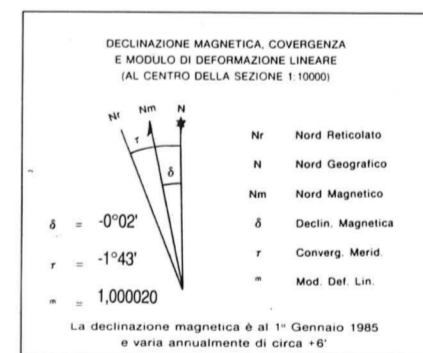 DECLINAZIONE MAGNETICA, COVERGENZA
E MODULO DI DEFORMAZIONE LINEARE
(AL CENTRO DELLA SEZIONE 1:10000)
Nr Nm N
τ
δ
Nr Nord Reticolato
N Nord Geografico
Nm Nord Magnetico
δ Declin. Magnetica
τ Converg. Merid.
m Mod. Def. Lin.
δ = -0°02'
τ = -1°43'
m = 1,000020
La declinazione magnetica è al 1º Gennaio 1985
e varia annualmente di circa +6'